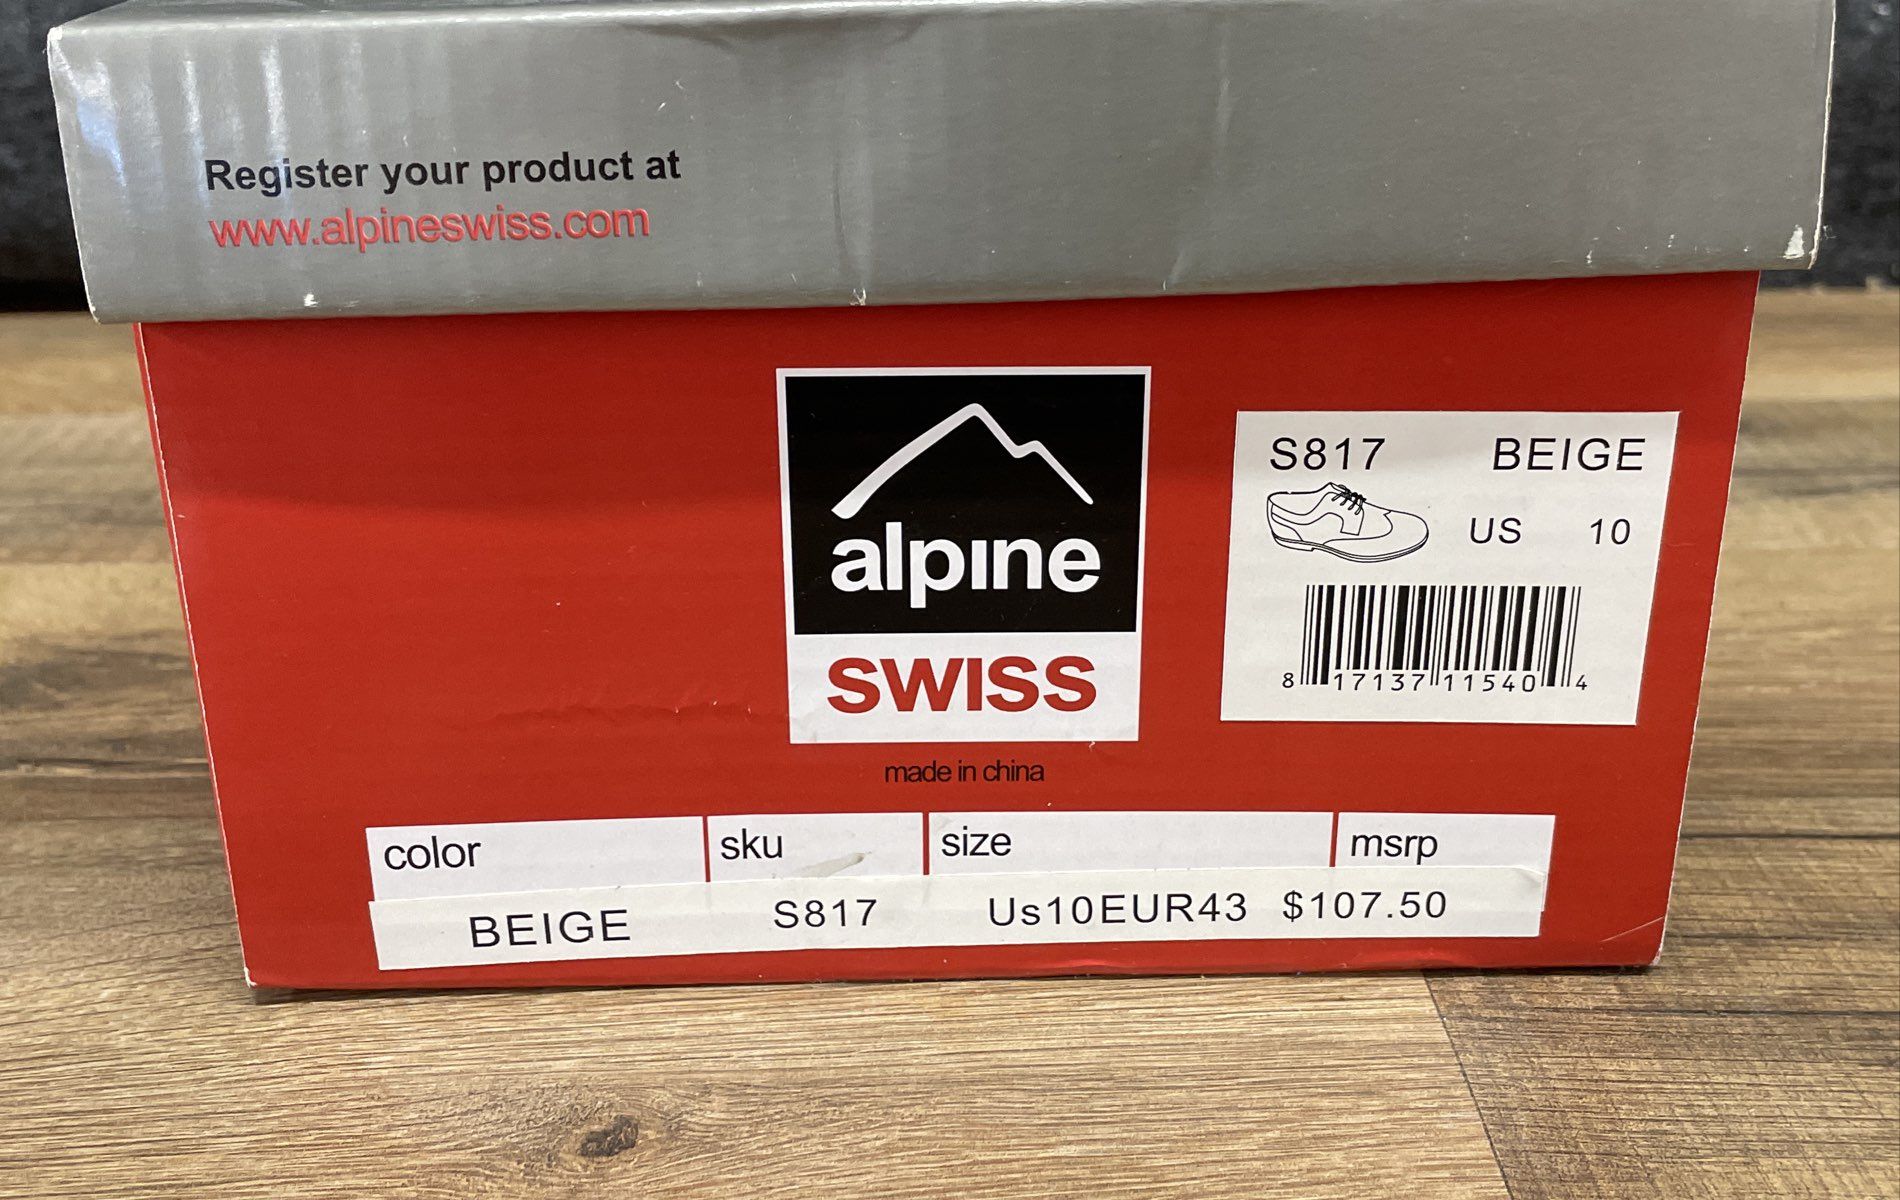 Register your product at
www.alpineswiss.com
alpine
SWISS
made in china
S817 BEIGE
US 10
8 17137 11540 4
color sku size msrp
BEIGE S817 Us10EUR43 $107.50